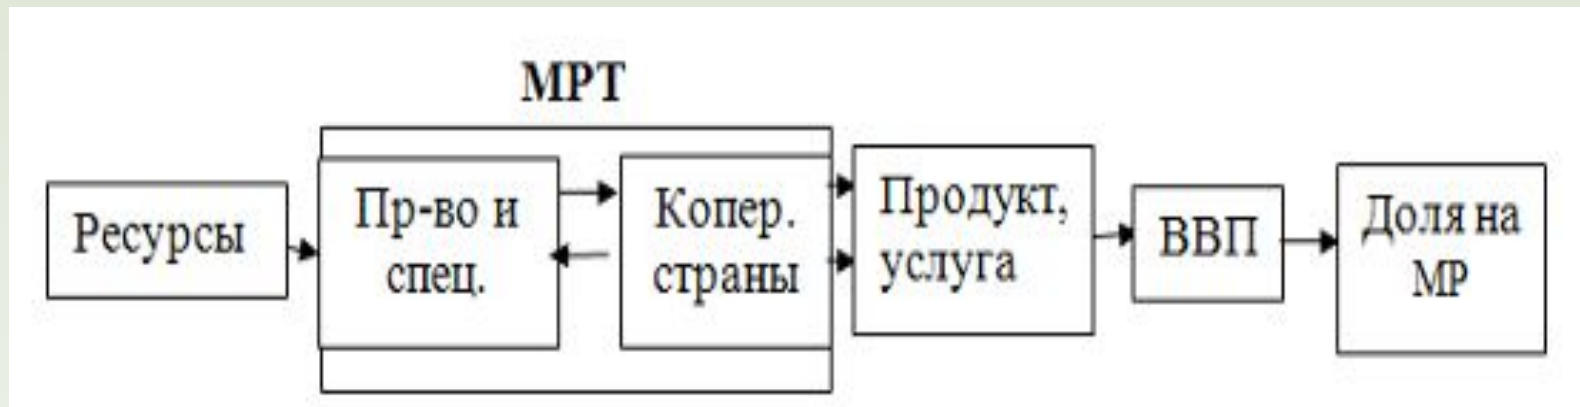 МРТ
Ресурсы
Пр-во и
спец.
Копер.
страны
Продукт,
услуга
ВВП
Доля на
МР